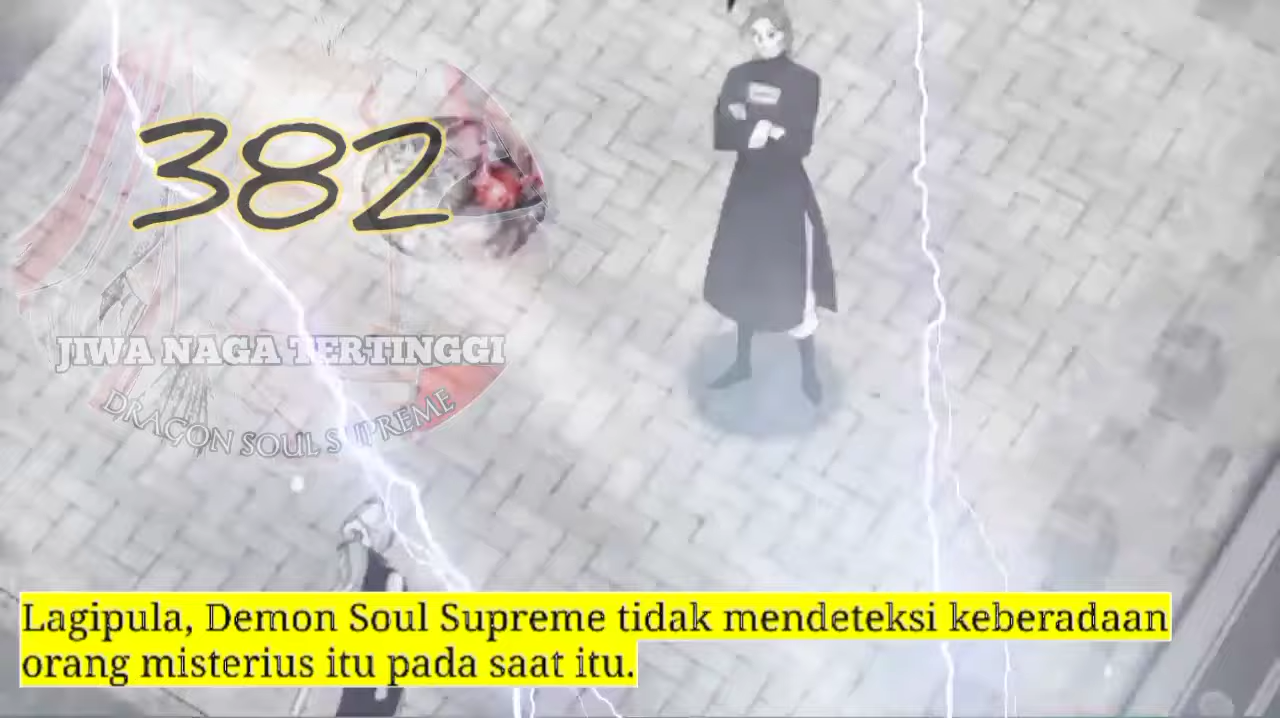 382
JIWA NAGA TERTINGGI
DRAGON SOUL SUPREME
Lagipula, Demon Soul Supreme tidak mendeteksi keberadaan
orang misterius itu pada saat itu.